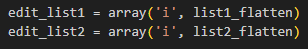 edit_list1 = array('i', list1_flatten)
edit_list2 = array('i', list2_flatten)